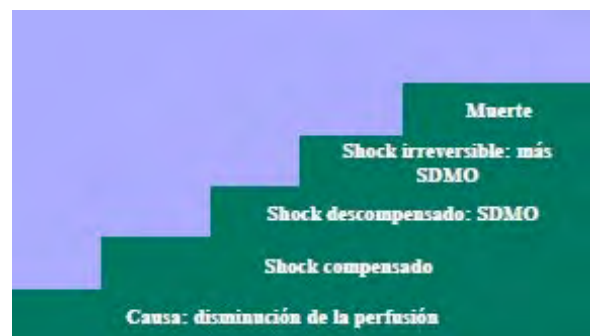 Muerte
Shock irreversible: más
SDMO
Shock descompensado: SDMO
Shock compensado
Causa: disminución de la perfusión